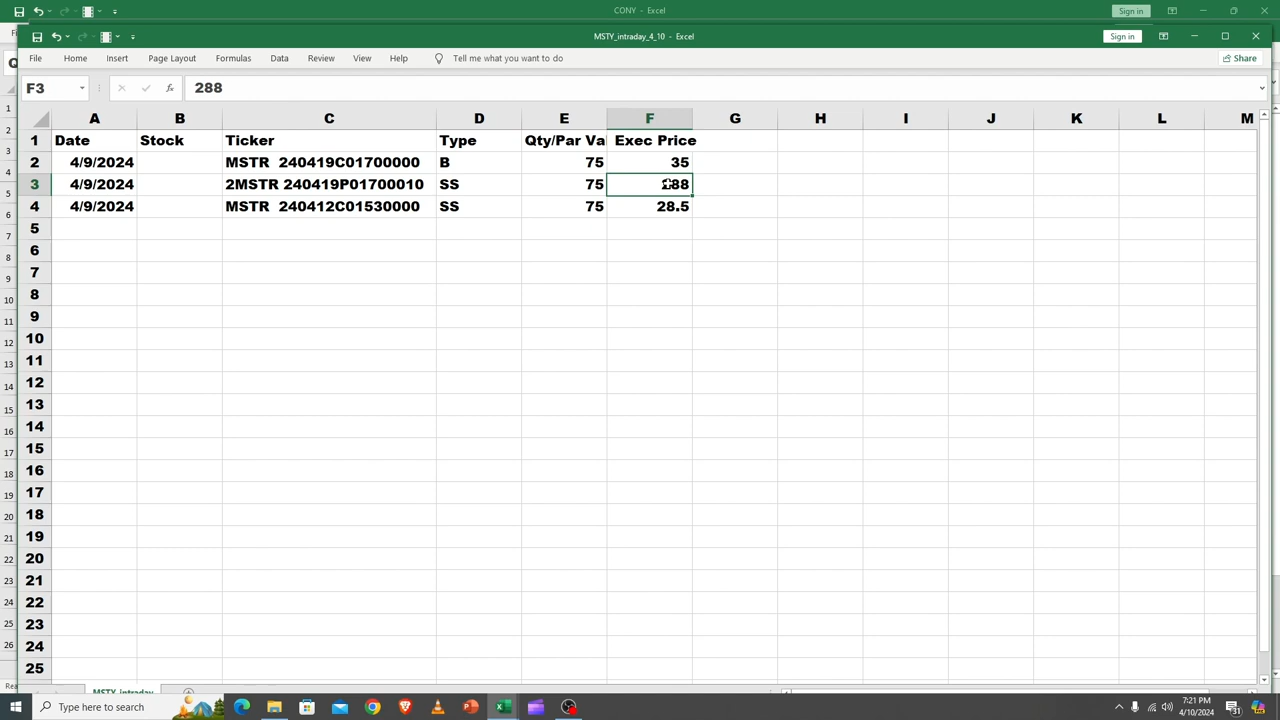 CONY - Excel
Sign in
MSTY_intraday_4_10 - Excel
Sign in
File Home Insert Page Layout Formulas Data Review View Help Tell me what you want to do
Share
F3 fx 288
A B C D E F G H I J K L M
1 Date Stock Ticker Type Qty/Par Va Exec Price
2 4/9/2024 MSTR 240419C01700000 B 75 35
3 4/9/2024 2MSTR 240419P01700010 SS 75 288
4 4/9/2024 MSTR 240412C01530000 SS 75 28.5
5
6
7
8
9
10
11
12
13
14
15
16
17
18
19
20
21
22
23
24
25
MSTY_intraday
Type here to search
7:21 PM
4/10/2024